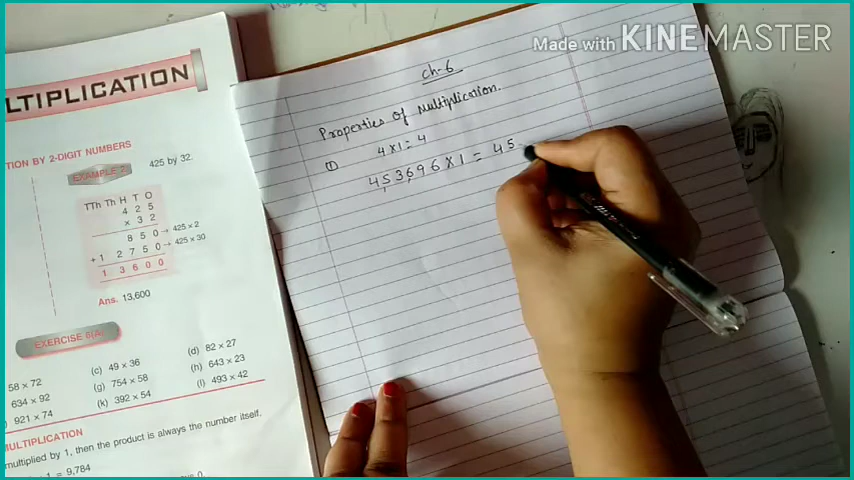 Made with KINEMASTER
LTIPLICATION
TION BY 2-DIGIT NUMBERS
EXAMPLE 425 by 32.
TTh Th H T O
4 2 5
× 3 2
8 5 0 → 425 × 2
+ 1 2 7 5 0 → 425 × 30
1 3 6 0 0
Ans. 13,600
EXERCISE 6(A)
58 × 72
(c) 49 × 36
(d) 82 × 27
634 × 92
(g) 754 × 58
(h) 643 × 23
921 × 74
(k) 392 × 54
(l) 493 × 42
MULTIPLICATION
multiplied by 1, then the product is always the number itself.
1 = 9,784
Ch-6
Properties of Multiplication.
① 4×1= 4
4,53,696×1 = 45